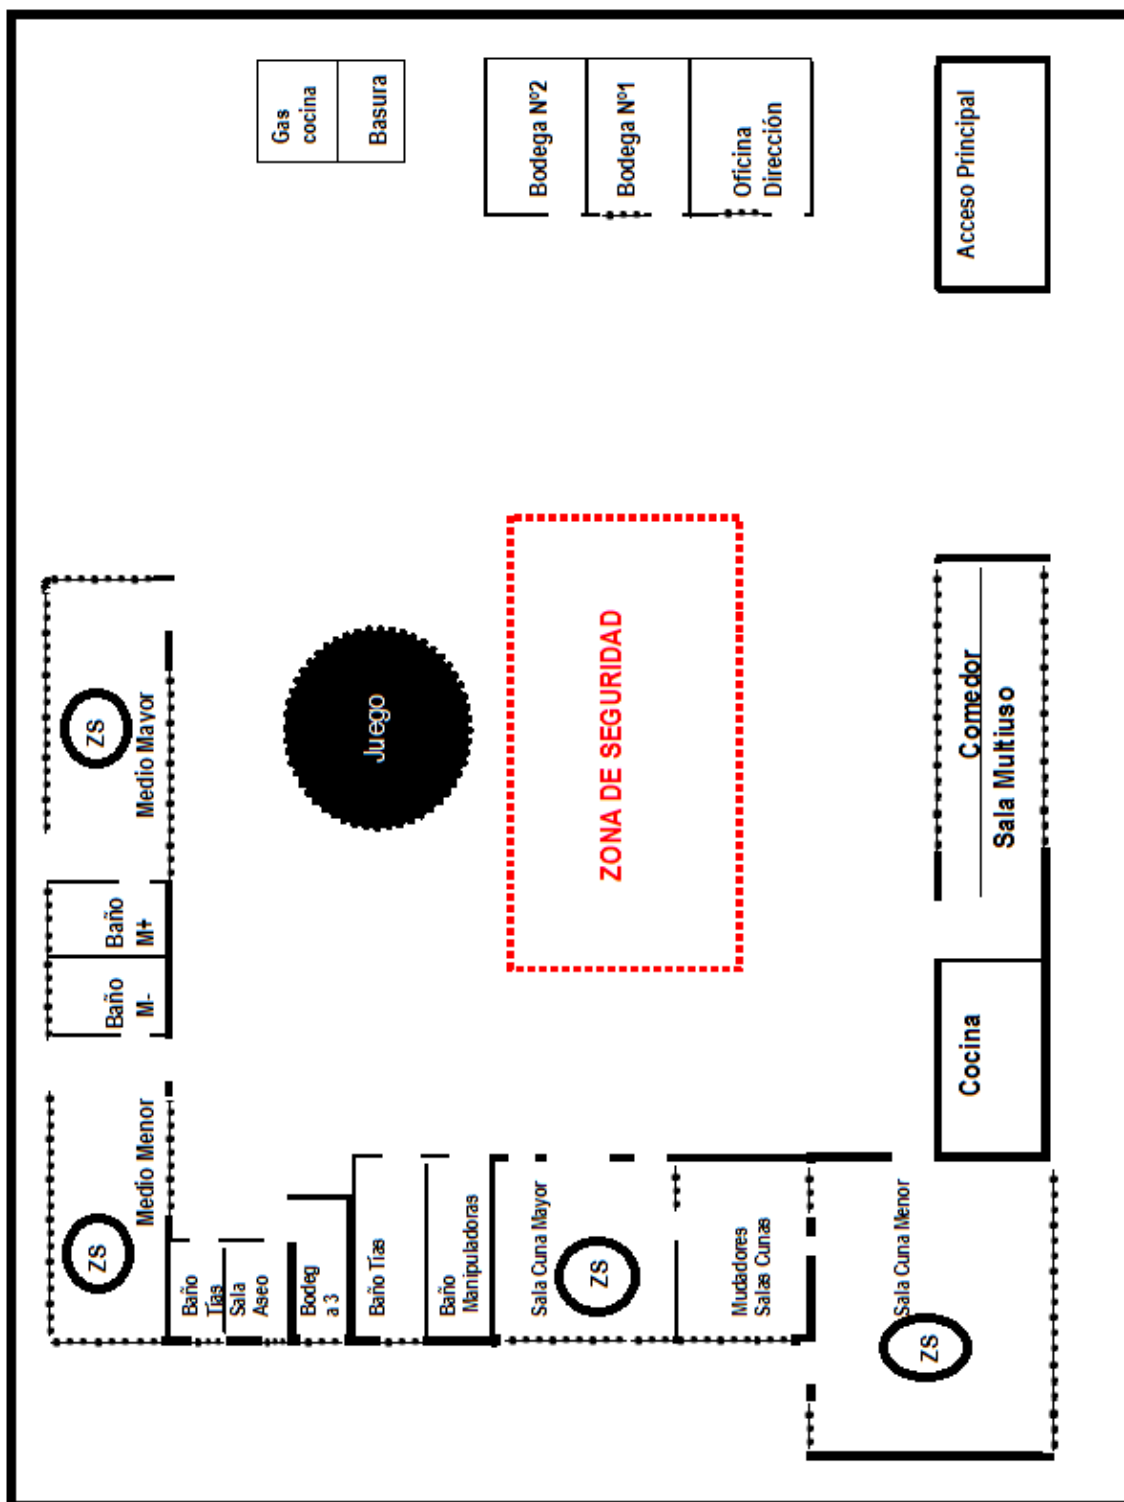 Gas
cocina
Basura
Bodega Nº2
Bodega Nº1
Oficina
Dirección
Acceso Principal
ZS
Medio Mayor
Juego
ZONA DE SEGURIDAD
Comedor
Sala Multiuso
Baño
M+
Baño
M-
Cocina
ZS
Medio Menor
Baño
Tías
Sala
Aseo
Bodeg
a 3
Baño Tías
Baño
Manipuladoras
Sala Cuna Mayor
ZS
Mudadores
Salas Cunas
Sala Cuna Menor
ZS